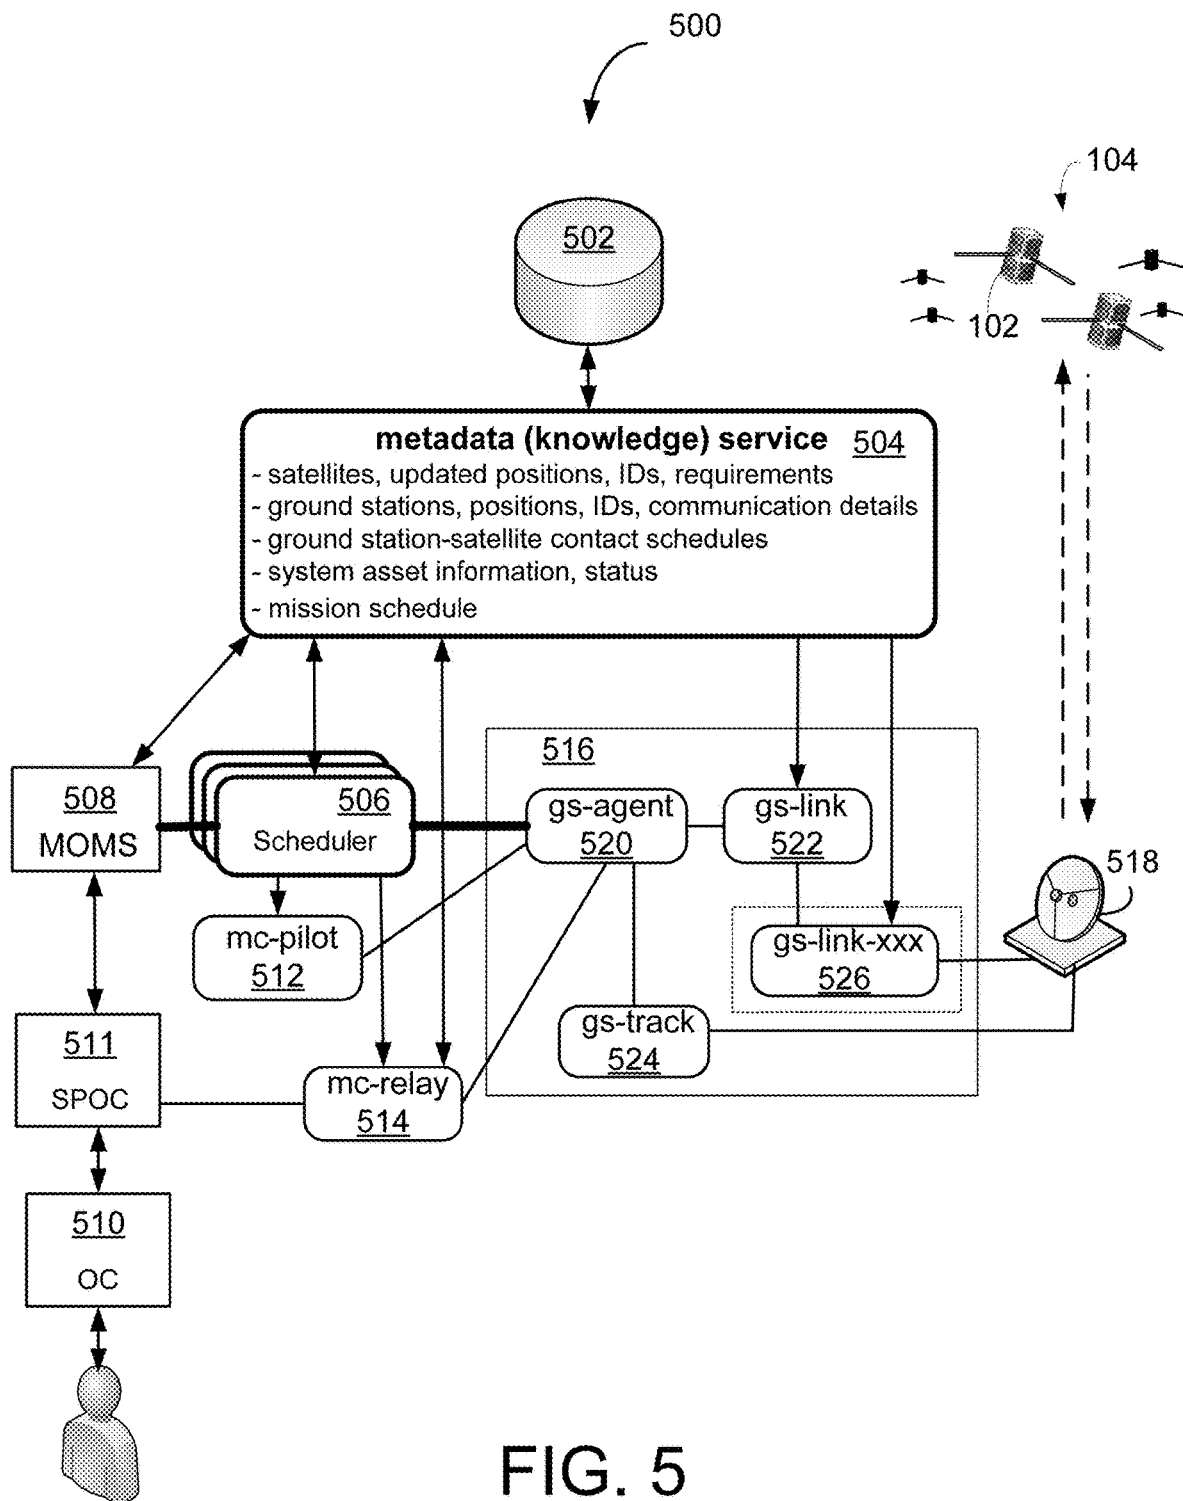 500
104
502
102
metadata (knowledge) service 504
- satellites, updated positions, IDs, requirements
- ground stations, positions, IDs, communication details
- ground station-satellite contact schedules
- system asset information, status
- mission schedule
516
508
MOMS
506
Scheduler
gs-agent
520
gs-link
522
518
mc-pilot
512
gs-link-xxx
526
gs-track
524
511
SPOC
mc-relay
514
510
OC
FIG. 5